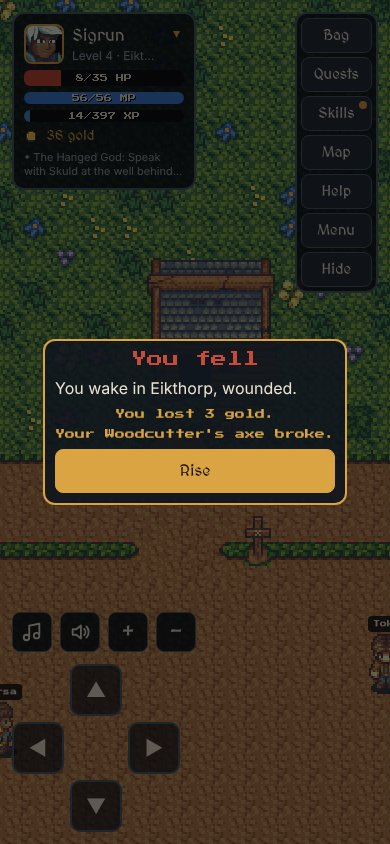 Sigrun
Level 4 · Eikt...
8/35 HP
56/56 MP
14/397 XP
36 gold
• The Hanged God: Speak
with Skuld at the well behind...
Bag
Quests
Skills
Map
Help
Menu
Hide
You fell
You wake in Eikthorp, wounded.
You lost 3 gold.
Your Woodcutter's axe broke.
Rise
+
−
Tok
rsa